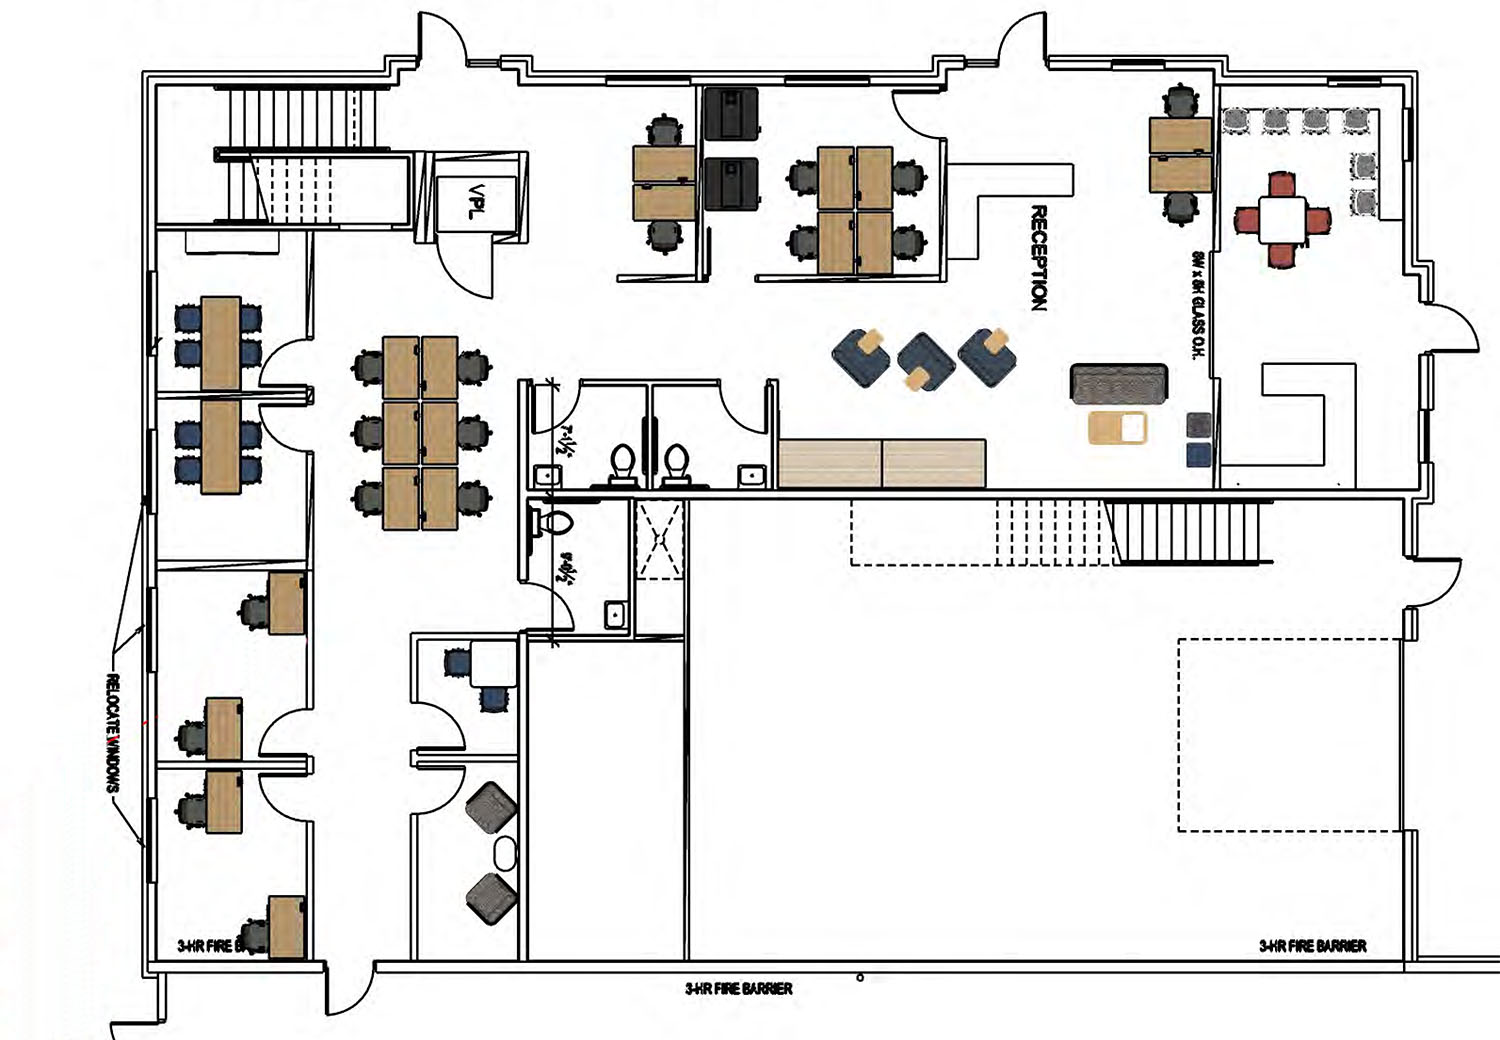 VPL
RECEPTION
8W x 8H GLASS O.H.
7'-1½"
9'-0½"
RELOCATE WINDOWS
3-HR FIRE
3-HR FIRE BARRIER
3-HR FIRE BARRIER